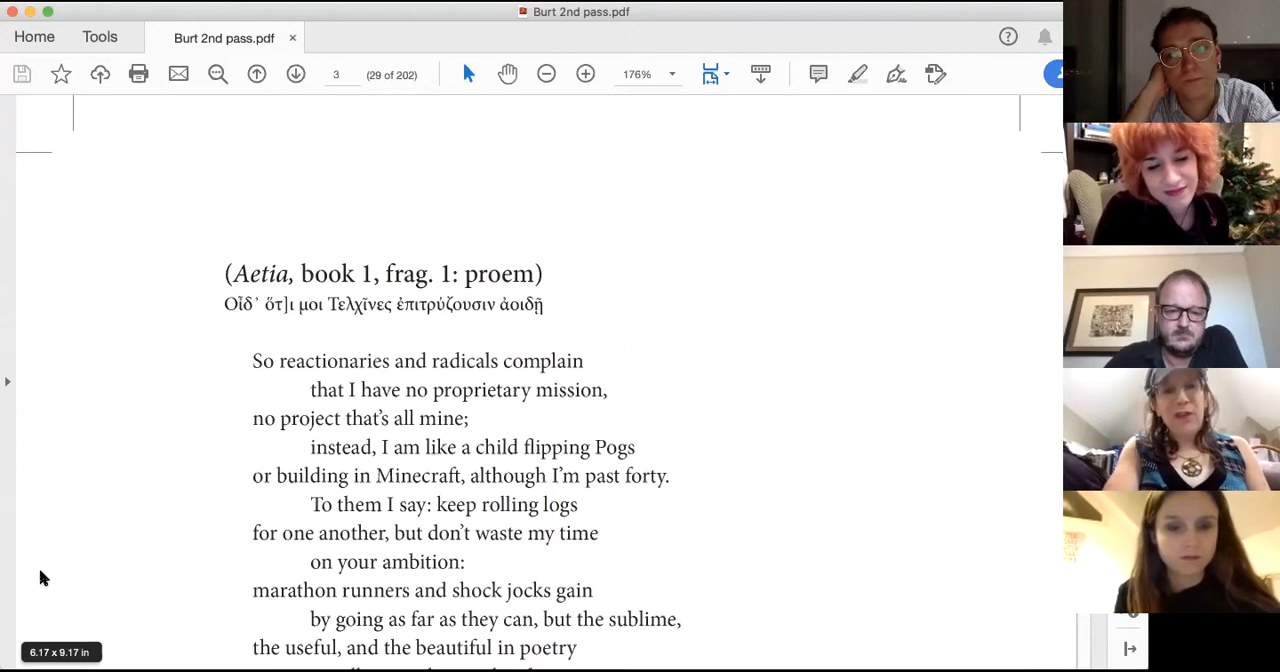 Burt 2nd pass.pdf
Home Tools Burt 2nd pass.pdf ×
3 (29 of 202) 176%
(Aetia, book 1, frag. 1: proem)
Οἶδ’ ὅτ]ι μοι Τελχῖνες ἐπιτρύζουσιν ἀοιδῇ
So reactionaries and radicals complain
that I have no proprietary mission,
no project that’s all mine;
instead, I am like a child flipping Pogs
or building in Minecraft, although I’m past forty.
To them I say: keep rolling logs
for one another, but don’t waste my time
on your ambition:
marathon runners and shock jocks gain
by going as far as they can, but the sublime,
the useful, and the beautiful in poetry
6.17 x 9.17 in